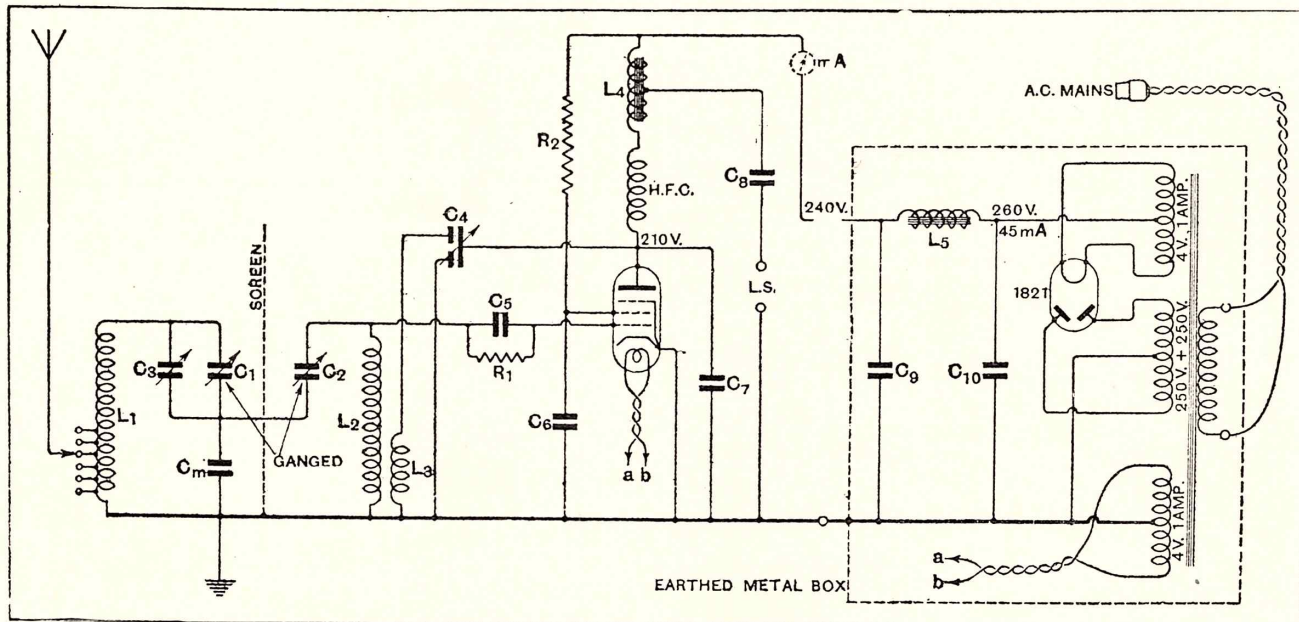 L4
mA
A.C. MAINS
R2
H.F.C.
C8
C4
240V.
L5
260V.
45mA
4V. 1AMP.
210V.
1821
L.S.
C5
R1
SCREEN
C3
C1
C2
L1
L2
L3
C6
C7
C9
C10
250V. + 250V.
GANGED
Cm
a b
4V. 1AMP.
a
b
EARTHED METAL BOX